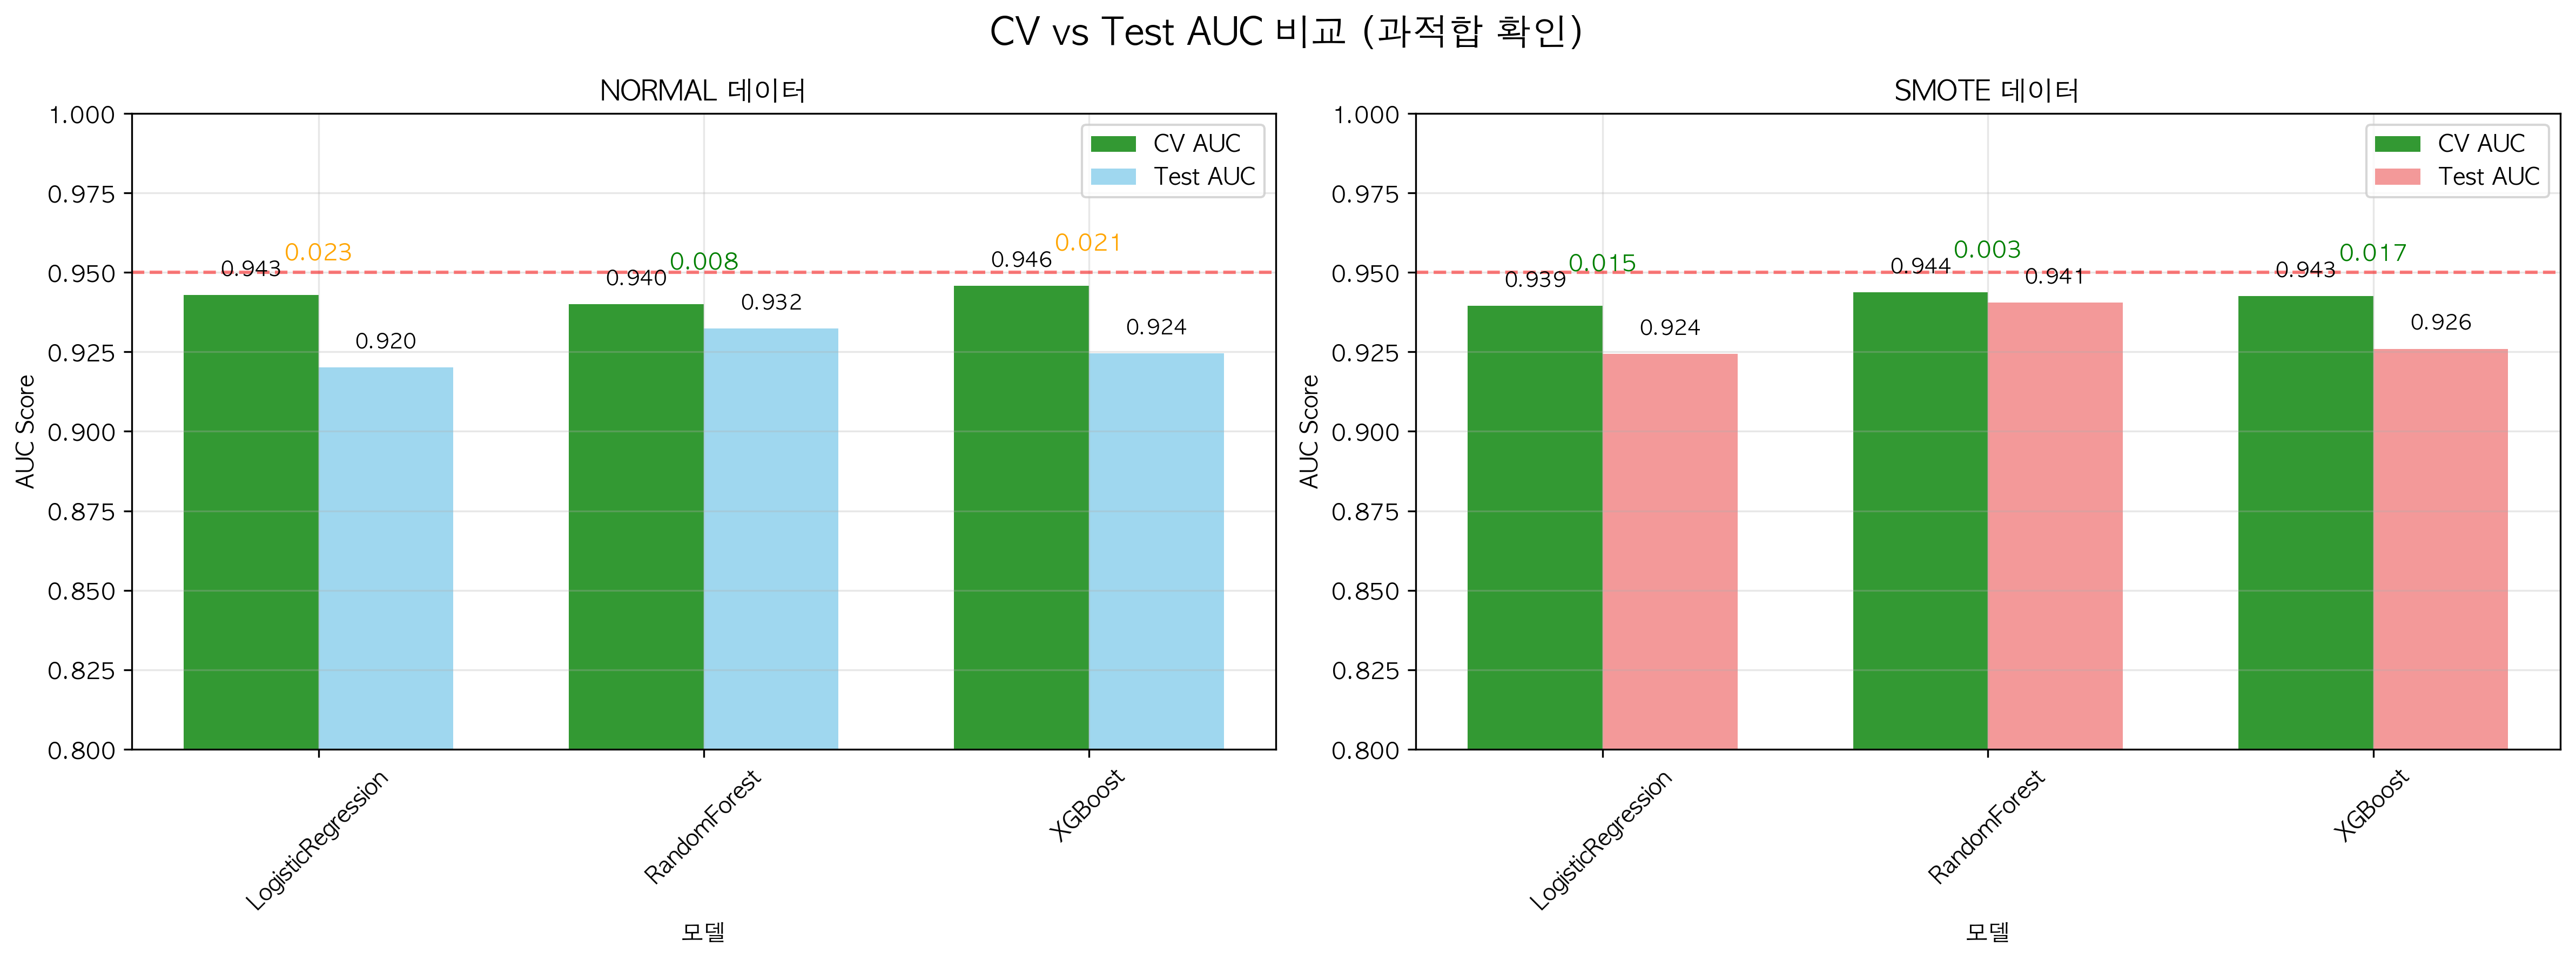 CV vs Test AUC 비교 (과적합 확인)
NORMAL 데이터
1.000
0.975
0.950
0.925
0.900
0.875
0.850
0.825
0.800
AUC Score
CV AUC
Test AUC
0.943
0.023
0.920
0.940
0.008
0.932
0.946
0.021
0.924
LogisticRegression
RandomForest
XGBoost
모델
SMOTE 데이터
1.000
0.975
0.950
0.925
0.900
0.875
0.850
0.825
0.800
AUC Score
CV AUC
Test AUC
0.939
0.015
0.924
0.944
0.003
0.941
0.943
0.017
0.926
LogisticRegression
RandomForest
XGBoost
모델